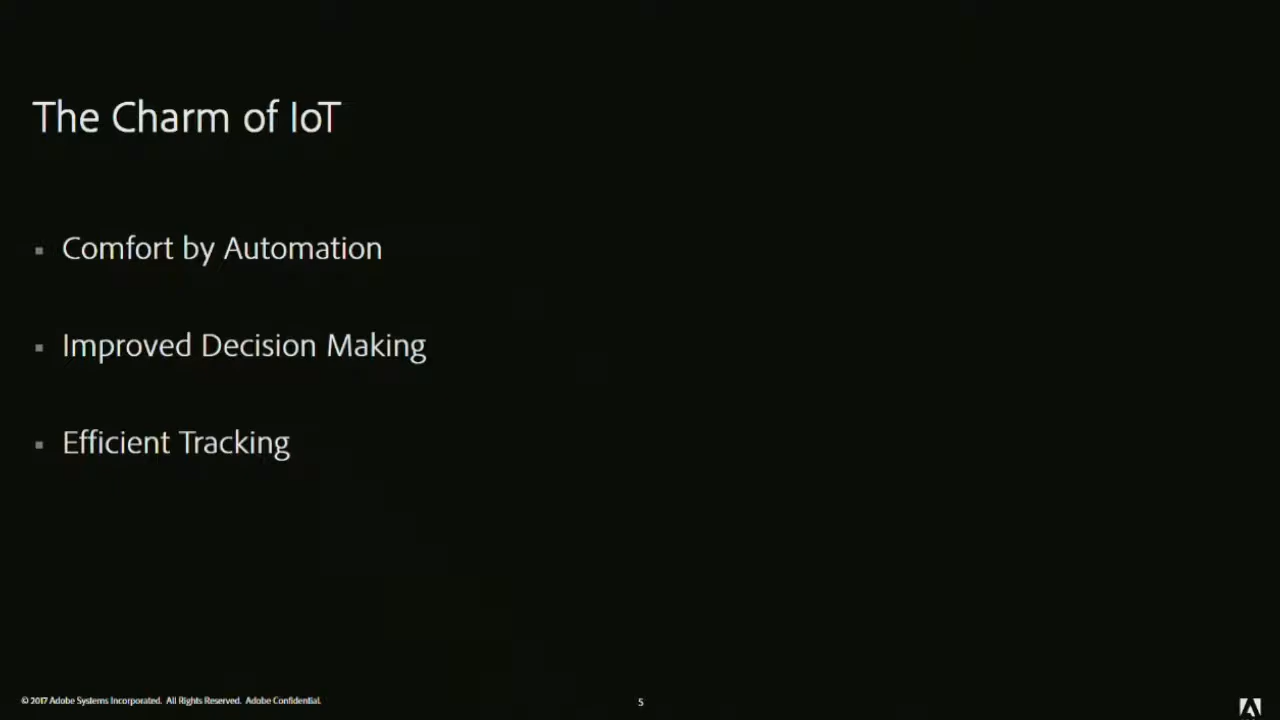 The Charm of IoT
▪ Comfort by Automation
▪ Improved Decision Making
▪ Efficient Tracking
© 2017 Adobe Systems Incorporated. All Rights Reserved. Adobe Confidential.
5